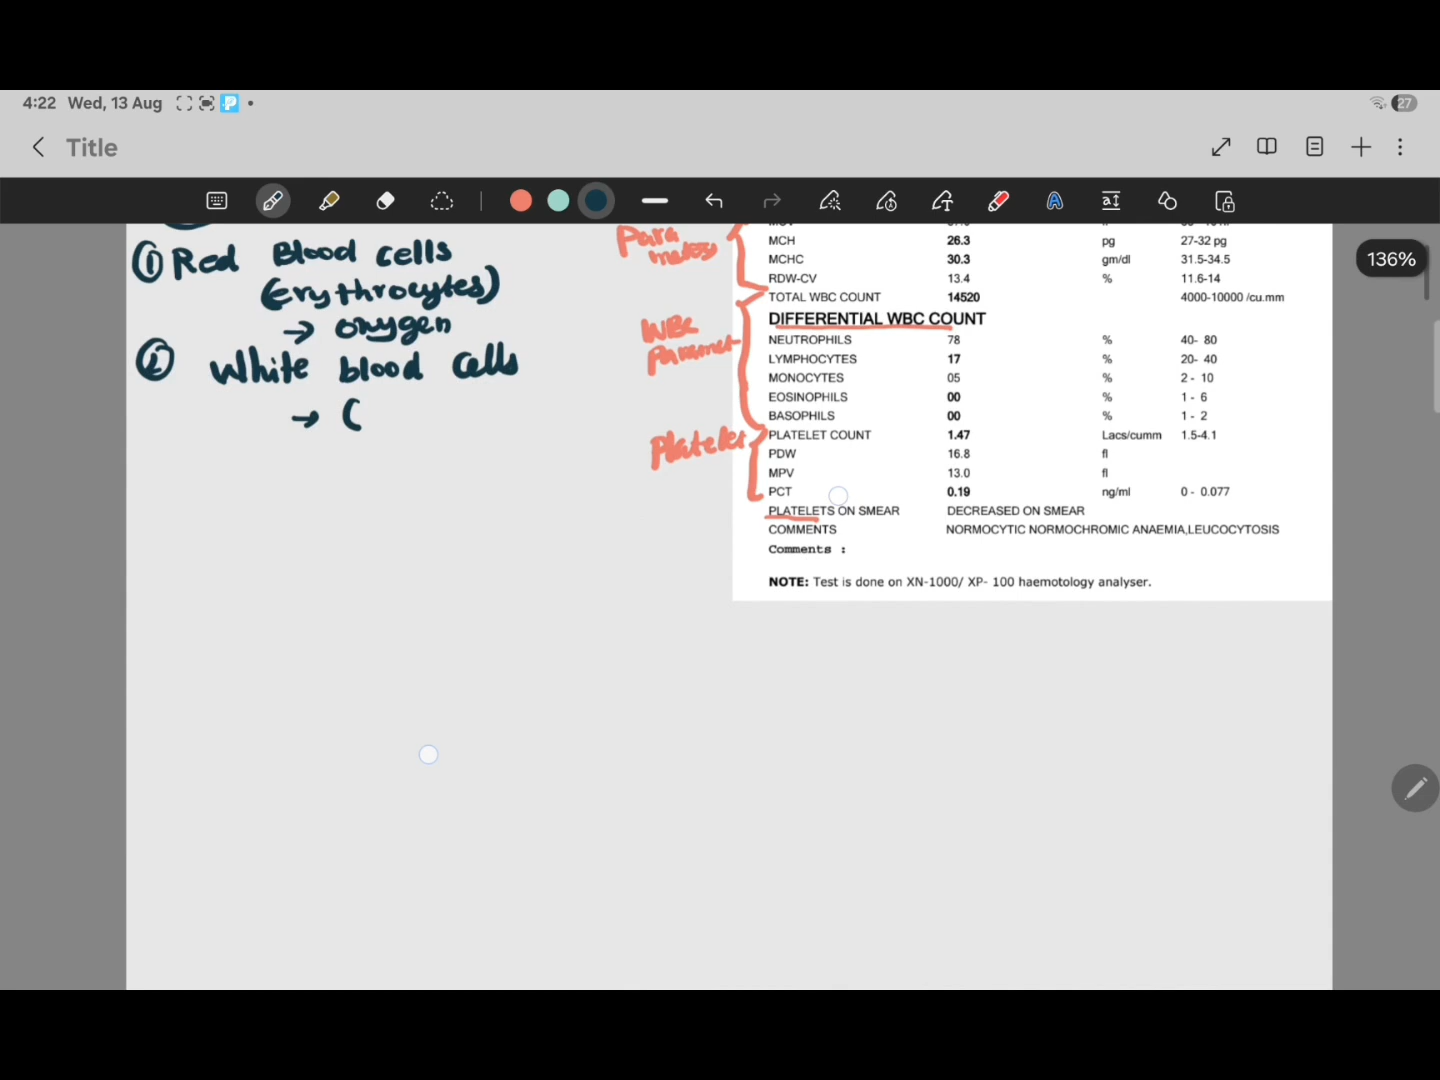 4:22 Wed, 13 Aug
27
Title
136%
① Red Blood cells
(Erythrocytes)
→ oxygen
② White blood cells
→ (
Para
WBC
Paramet-
Platelet
MCH 26.3 pg 27-32 pg
MCHC 30.3 gm/dl 31.5-34.5
RDW-CV 13.4 % 11.6-14
TOTAL WBC COUNT 14520 4000-10000 /cu.mm
DIFFERENTIAL WBC COUNT
NEUTROPHILS 78 % 40- 80
LYMPHOCYTES 17 % 20- 40
MONOCYTES 05 % 2 - 10
EOSINOPHILS 00 % 1 - 6
BASOPHILS 00 % 1 - 2
PLATELET COUNT 1.47 Lacs/cumm 1.5-4.1
PDW 16.8 fl
MPV 13.0 fl
PCT 0.19 ng/ml 0 - 0.077
PLATELETS ON SMEAR DECREASED ON SMEAR
COMMENTS NORMOCYTIC NORMOCHROMIC ANAEMIA,LEUCOCYTOSIS
Comments :
NOTE: Test is done on XN-1000/ XP- 100 haemotology analyser.